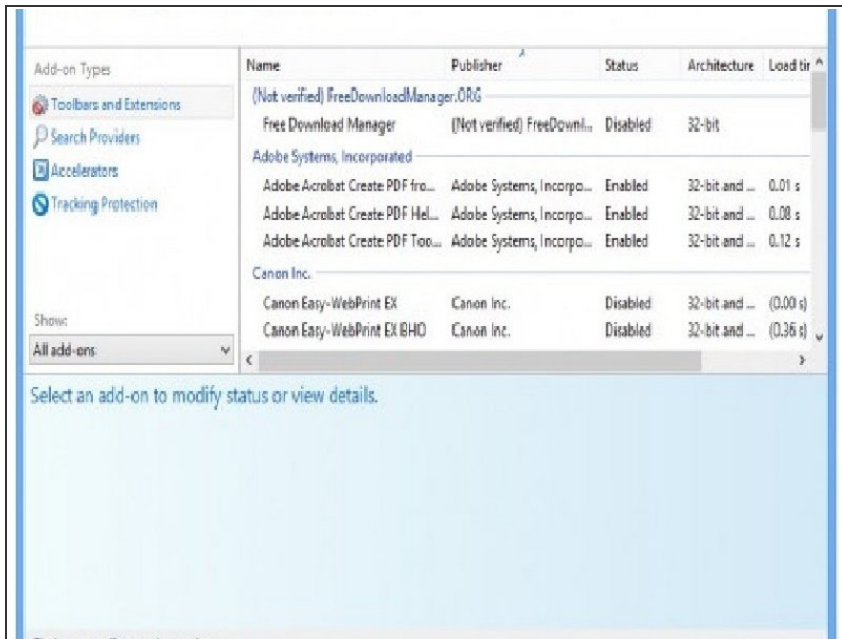 Add-on Types
Toolbars and Extensions
Search Providers
Accelerators
Tracking Protection
Show:
All add-ons
Name Publisher Status Architecture Load tir
(Not verified) FreeDownloadManager.ORG
Free Download Manager (Not verified) FreeDownl... Disabled 32-bit
Adobe Systems, Incorporated
Adobe Acrobat Create PDF fro... Adobe Systems, Incorpo... Enabled 32-bit and ... 0.01 s
Adobe Acrobat Create PDF Hel... Adobe Systems, Incorpo... Enabled 32-bit and ... 0.08 s
Adobe Acrobat Create PDF Too... Adobe Systems, Incorpo... Enabled 32-bit and ... 0.12 s
Canon Inc.
Canon Easy-WebPrint EX Canon Inc. Disabled 32-bit and ... (0.00 s)
Canon Easy-WebPrint EX BHO Canon Inc. Disabled 32-bit and ... (0.36 s)
Select an add-on to modify status or view details.